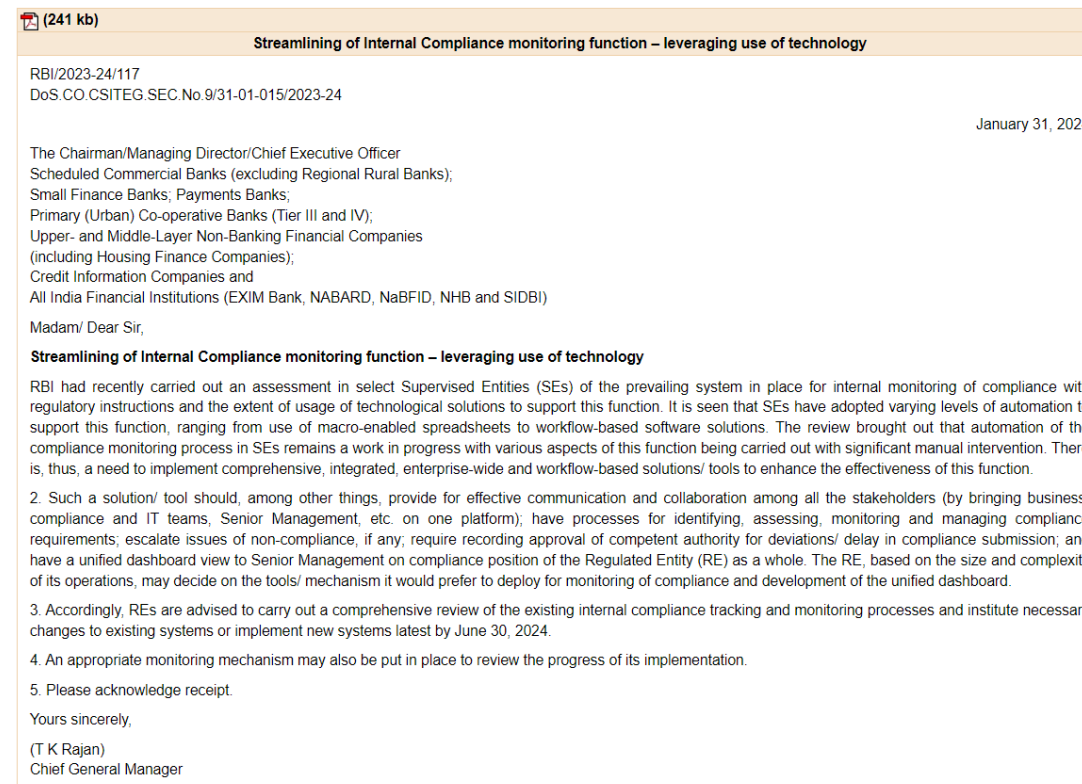 (241 kb)
Streamlining of Internal Compliance monitoring function – leveraging use of technology
RBI/2023-24/117
DoS.CO.CSITEG.SEC.No.9/31-01-015/2023-24
January 31, 202
The Chairman/Managing Director/Chief Executive Officer
Scheduled Commercial Banks (excluding Regional Rural Banks);
Small Finance Banks; Payments Banks;
Primary (Urban) Co-operative Banks (Tier III and IV);
Upper- and Middle-Layer Non-Banking Financial Companies
(including Housing Finance Companies);
Credit Information Companies and
All India Financial Institutions (EXIM Bank, NABARD, NaBFID, NHB and SIDBI)
Madam/ Dear Sir,
Streamlining of Internal Compliance monitoring function – leveraging use of technology
RBI had recently carried out an assessment in select Supervised Entities (SEs) of the prevailing system in place for internal monitoring of compliance wit
regulatory instructions and the extent of usage of technological solutions to support this function. It is seen that SEs have adopted varying levels of automation t
support this function, ranging from use of macro-enabled spreadsheets to workflow-based software solutions. The review brought out that automation of th
compliance monitoring process in SEs remains a work in progress with various aspects of this function being carried out with significant manual intervention. Ther
is, thus, a need to implement comprehensive, integrated, enterprise-wide and workflow-based solutions/ tools to enhance the effectiveness of this function.
2. Such a solution/ tool should, among other things, provide for effective communication and collaboration among all the stakeholders (by bringing business
compliance and IT teams, Senior Management, etc. on one platform); have processes for identifying, assessing, monitoring and managing complianc
requirements; escalate issues of non-compliance, if any; require recording approval of competent authority for deviations/ delay in compliance submission; an
have a unified dashboard view to Senior Management on compliance position of the Regulated Entity (RE) as a whole. The RE, based on the size and complexit
of its operations, may decide on the tools/ mechanism it would prefer to deploy for monitoring of compliance and development of the unified dashboard.
3. Accordingly, REs are advised to carry out a comprehensive review of the existing internal compliance tracking and monitoring processes and institute necessar
changes to existing systems or implement new systems latest by June 30, 2024.
4. An appropriate monitoring mechanism may also be put in place to review the progress of its implementation.
5. Please acknowledge receipt.
Yours sincerely,
(T K Rajan)
Chief General Manager